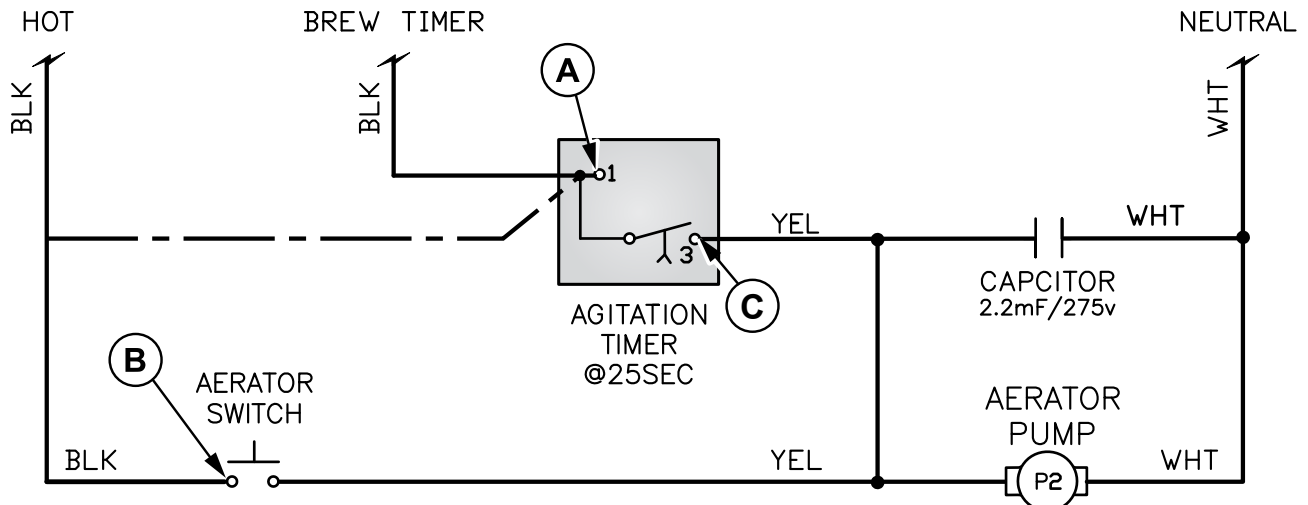 HOT
BREW TIMER
NEUTRAL
BLK
BLK
WHT
A
1
YEL
WHT
3
C
CAPCITOR
2.2mF/275v
AGITATION
TIMER
@25SEC
B
AERATOR
SWITCH
AERATOR
PUMP
BLK
YEL
WHT
P2